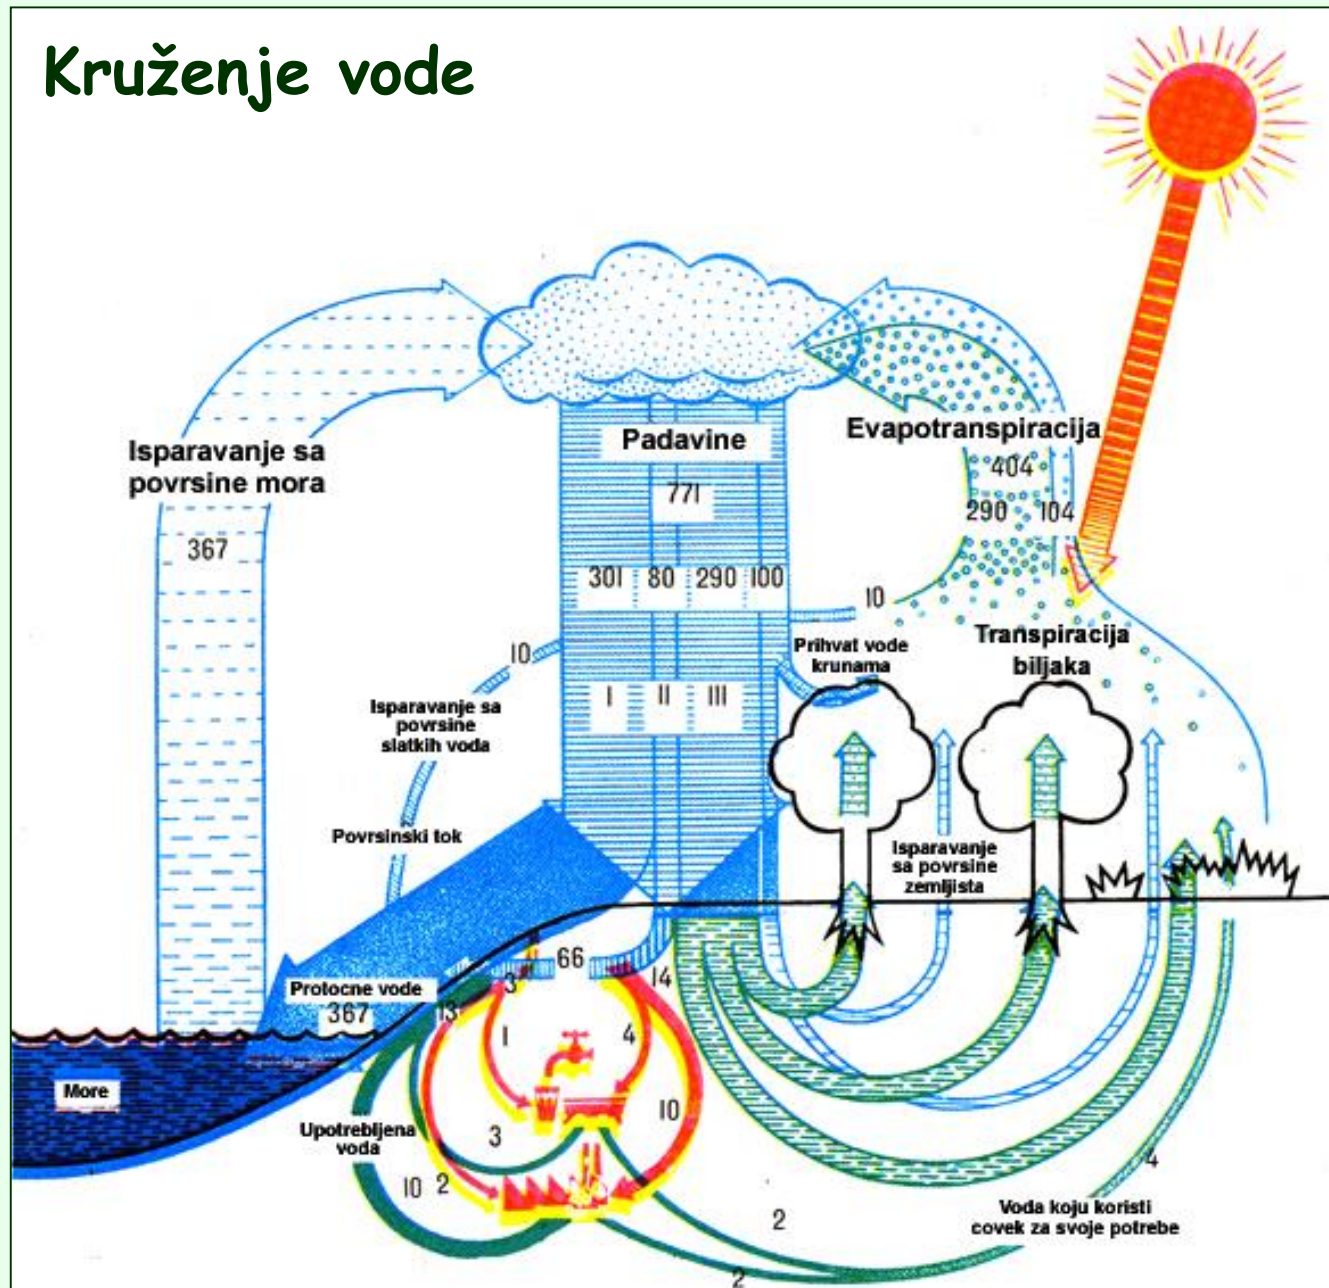 Kruženje vode
Isparavanje sa
povrsine mora
367
Padavine
771
301 80 290 100
I II III
Evapotranspiracija
404
290 104
10
10
Isparavanje sa
povrsine
slatkih voda
Prihvat vode
krunama
Transpiracija
biljaka
Povrsinski tok
Isparavanje
sa povrsine
zemljista
Protocne vode
367
66
14
3
13
1
4
More
Upotrebljena
voda
3
10
10
2
4
2
2
Voda koju koristi
covek za svoje potrebe